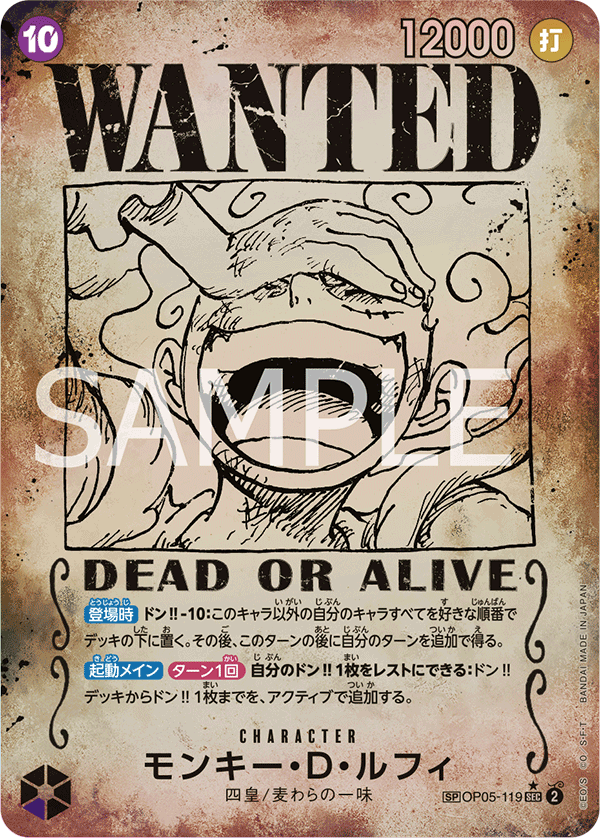 10
12000 打
WANTED
SAMPLE
DEAD OR ALIVE
登場時 ドン!!-10:このキャラ以外の自分のキャラすべてを好きな順番で
デッキの下に置く。その後、このターンの後に自分のターンを追加で得る。
起動メイン ターン1回 自分のドン!!1枚をレストにできる:ドン!!
デッキからドン!!1枚までを、アクティブで追加する。
CHARACTER
モンキー・D・ルフィ
四皇/麦わらの一味
SP OP05-119 SEC ★ 2
©E.O/S. ©O. S・F・T. BANDAI MADE IN JAPAN